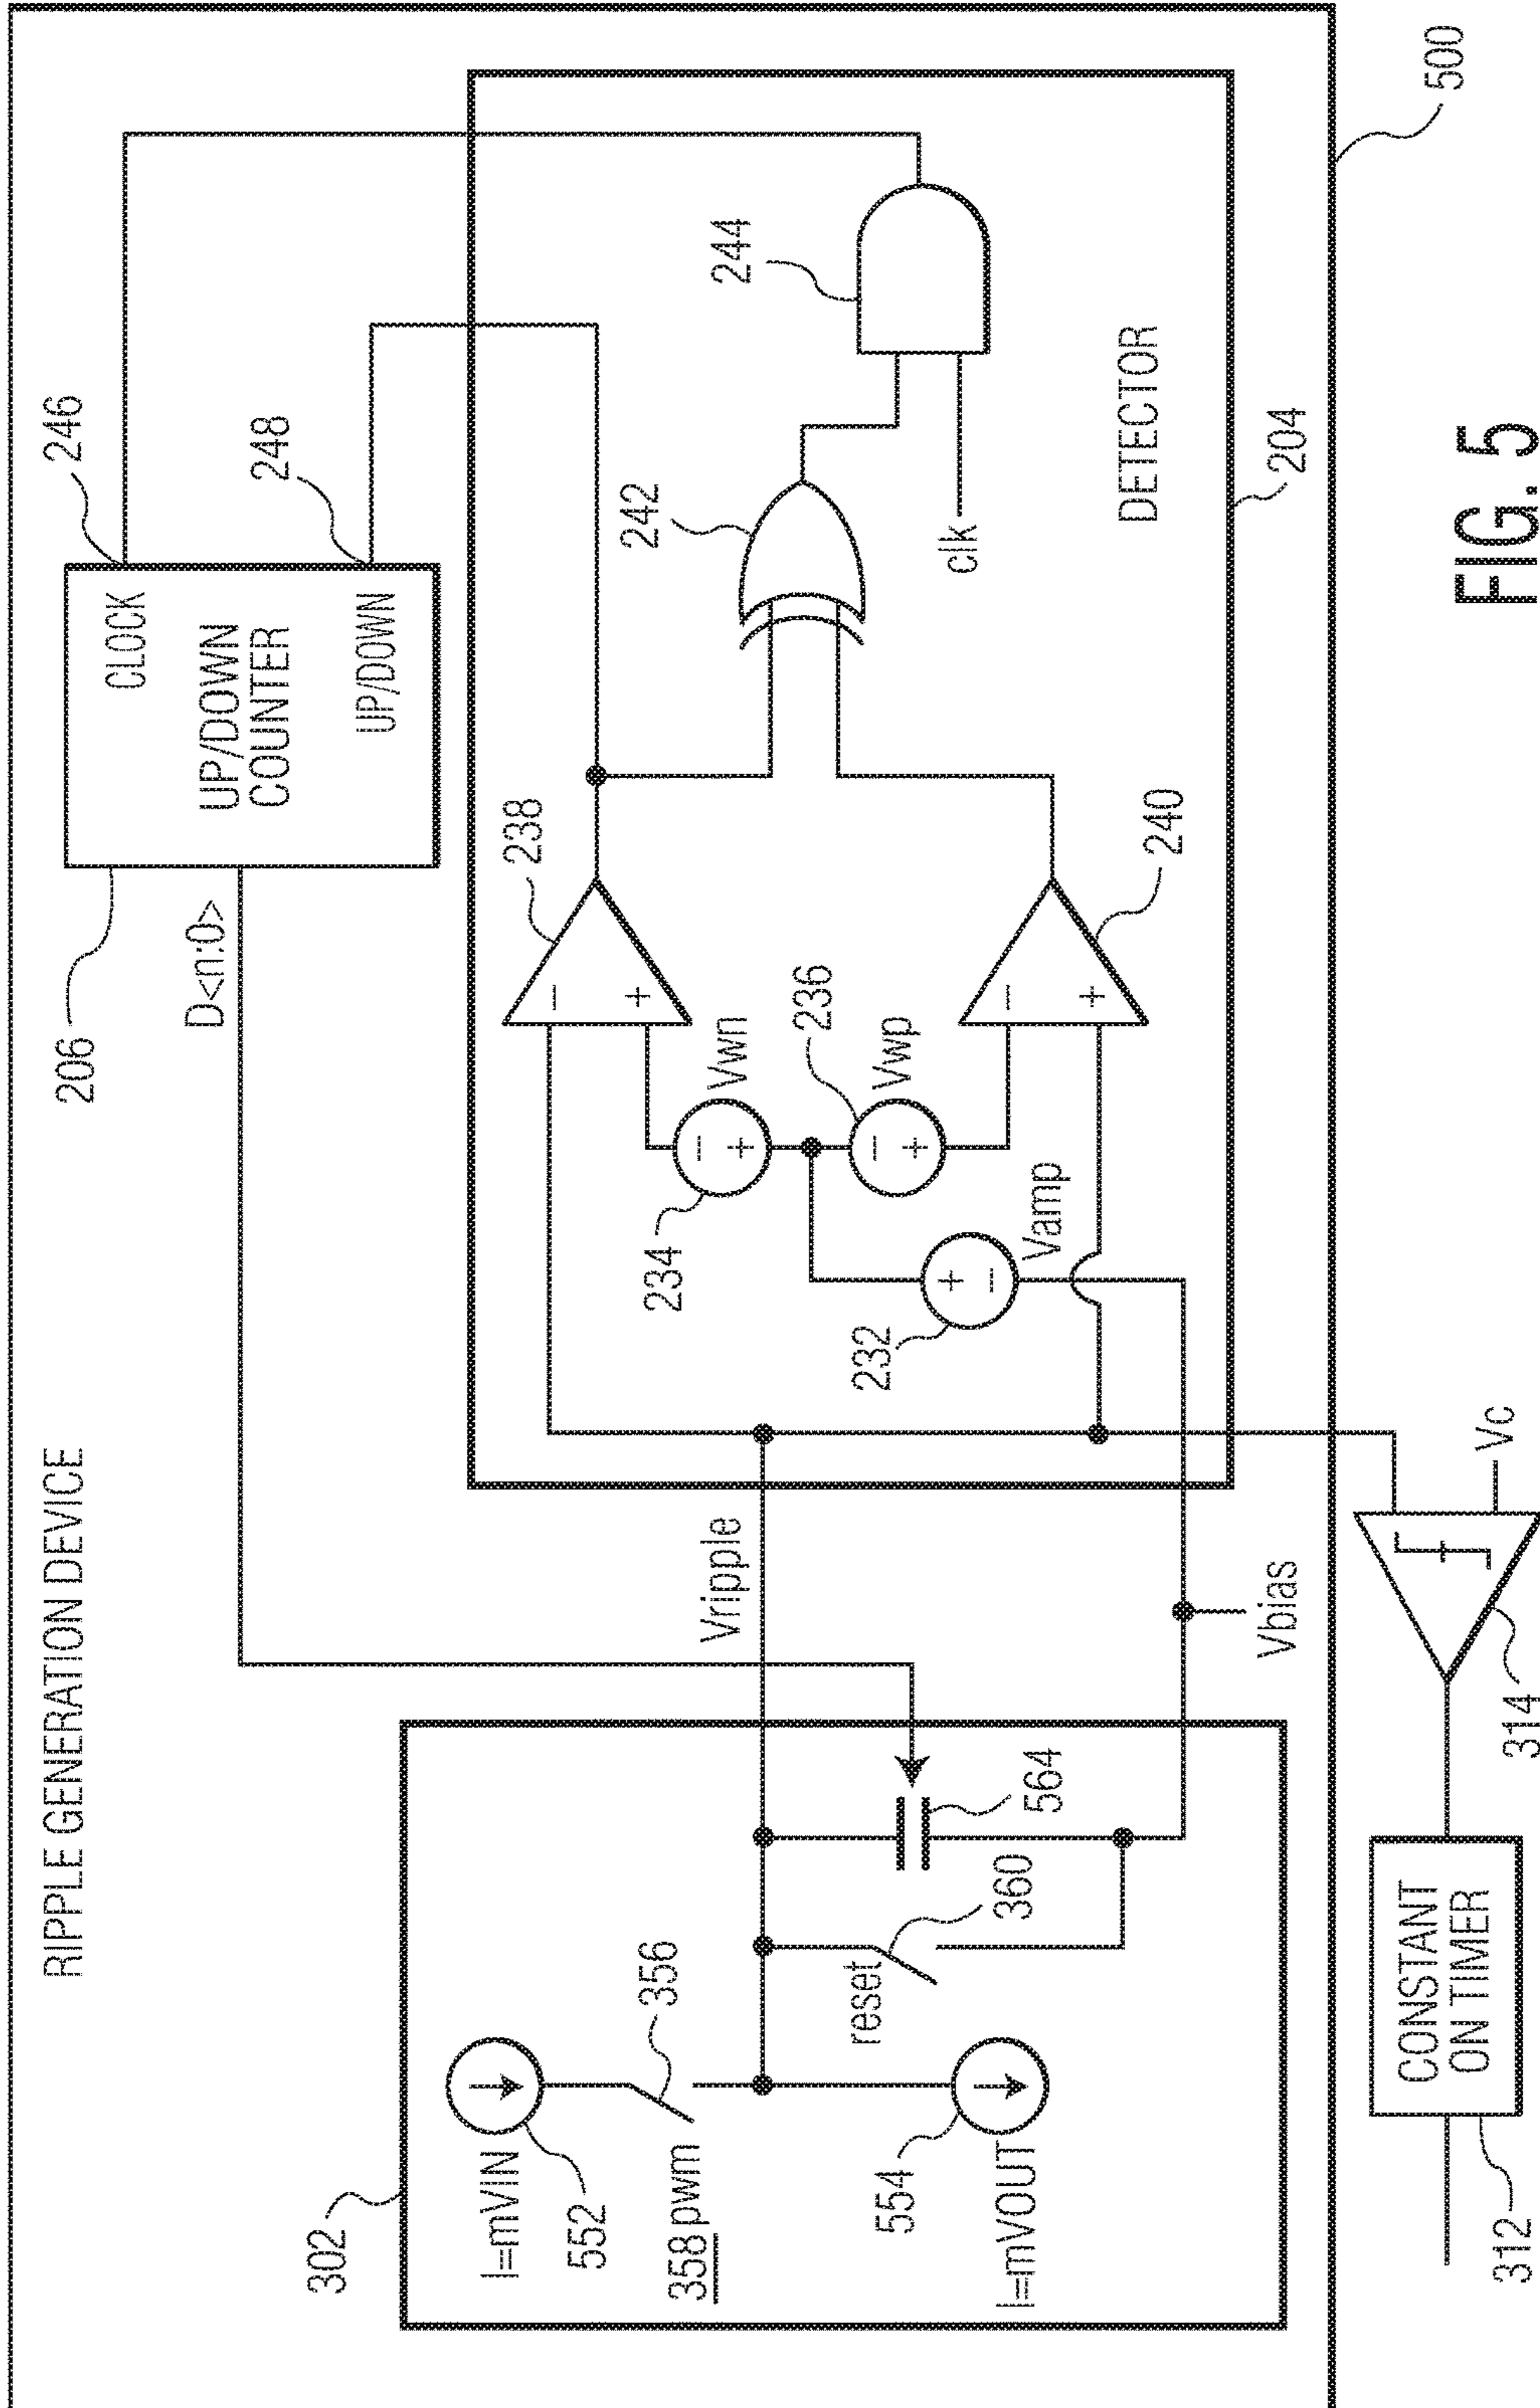 RIPPLE GENERATION DEVICE
206
D<n:0>
CLOCK
UP/DOWN
COUNTER
UP/DOWN
246
248
302
I=mVIN
552
358 pwm
356
554
I=mVOUT
reset
360
564
Vripple
Vbias
238
−
+
234
−
+
Vwn
236
−
+
Vwp
232
+
−
Vamp
−
+
240
242
clk
244
DETECTOR
204
500
CONSTANT
ON TIMER
312
314
Vc
FIG. 5